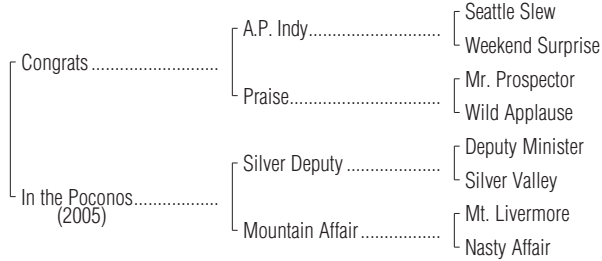 Seattle Slew
A.P. Indy..............................
Weekend Surprise
Congrats .............................
Mr. Prospector
Praise..................................
Wild Applause
Deputy Minister
Silver Deputy .....................
Silver Valley
In the Poconos...................
(2005)
Mt. Livermore
Mountain Affair..................
Nasty Affair